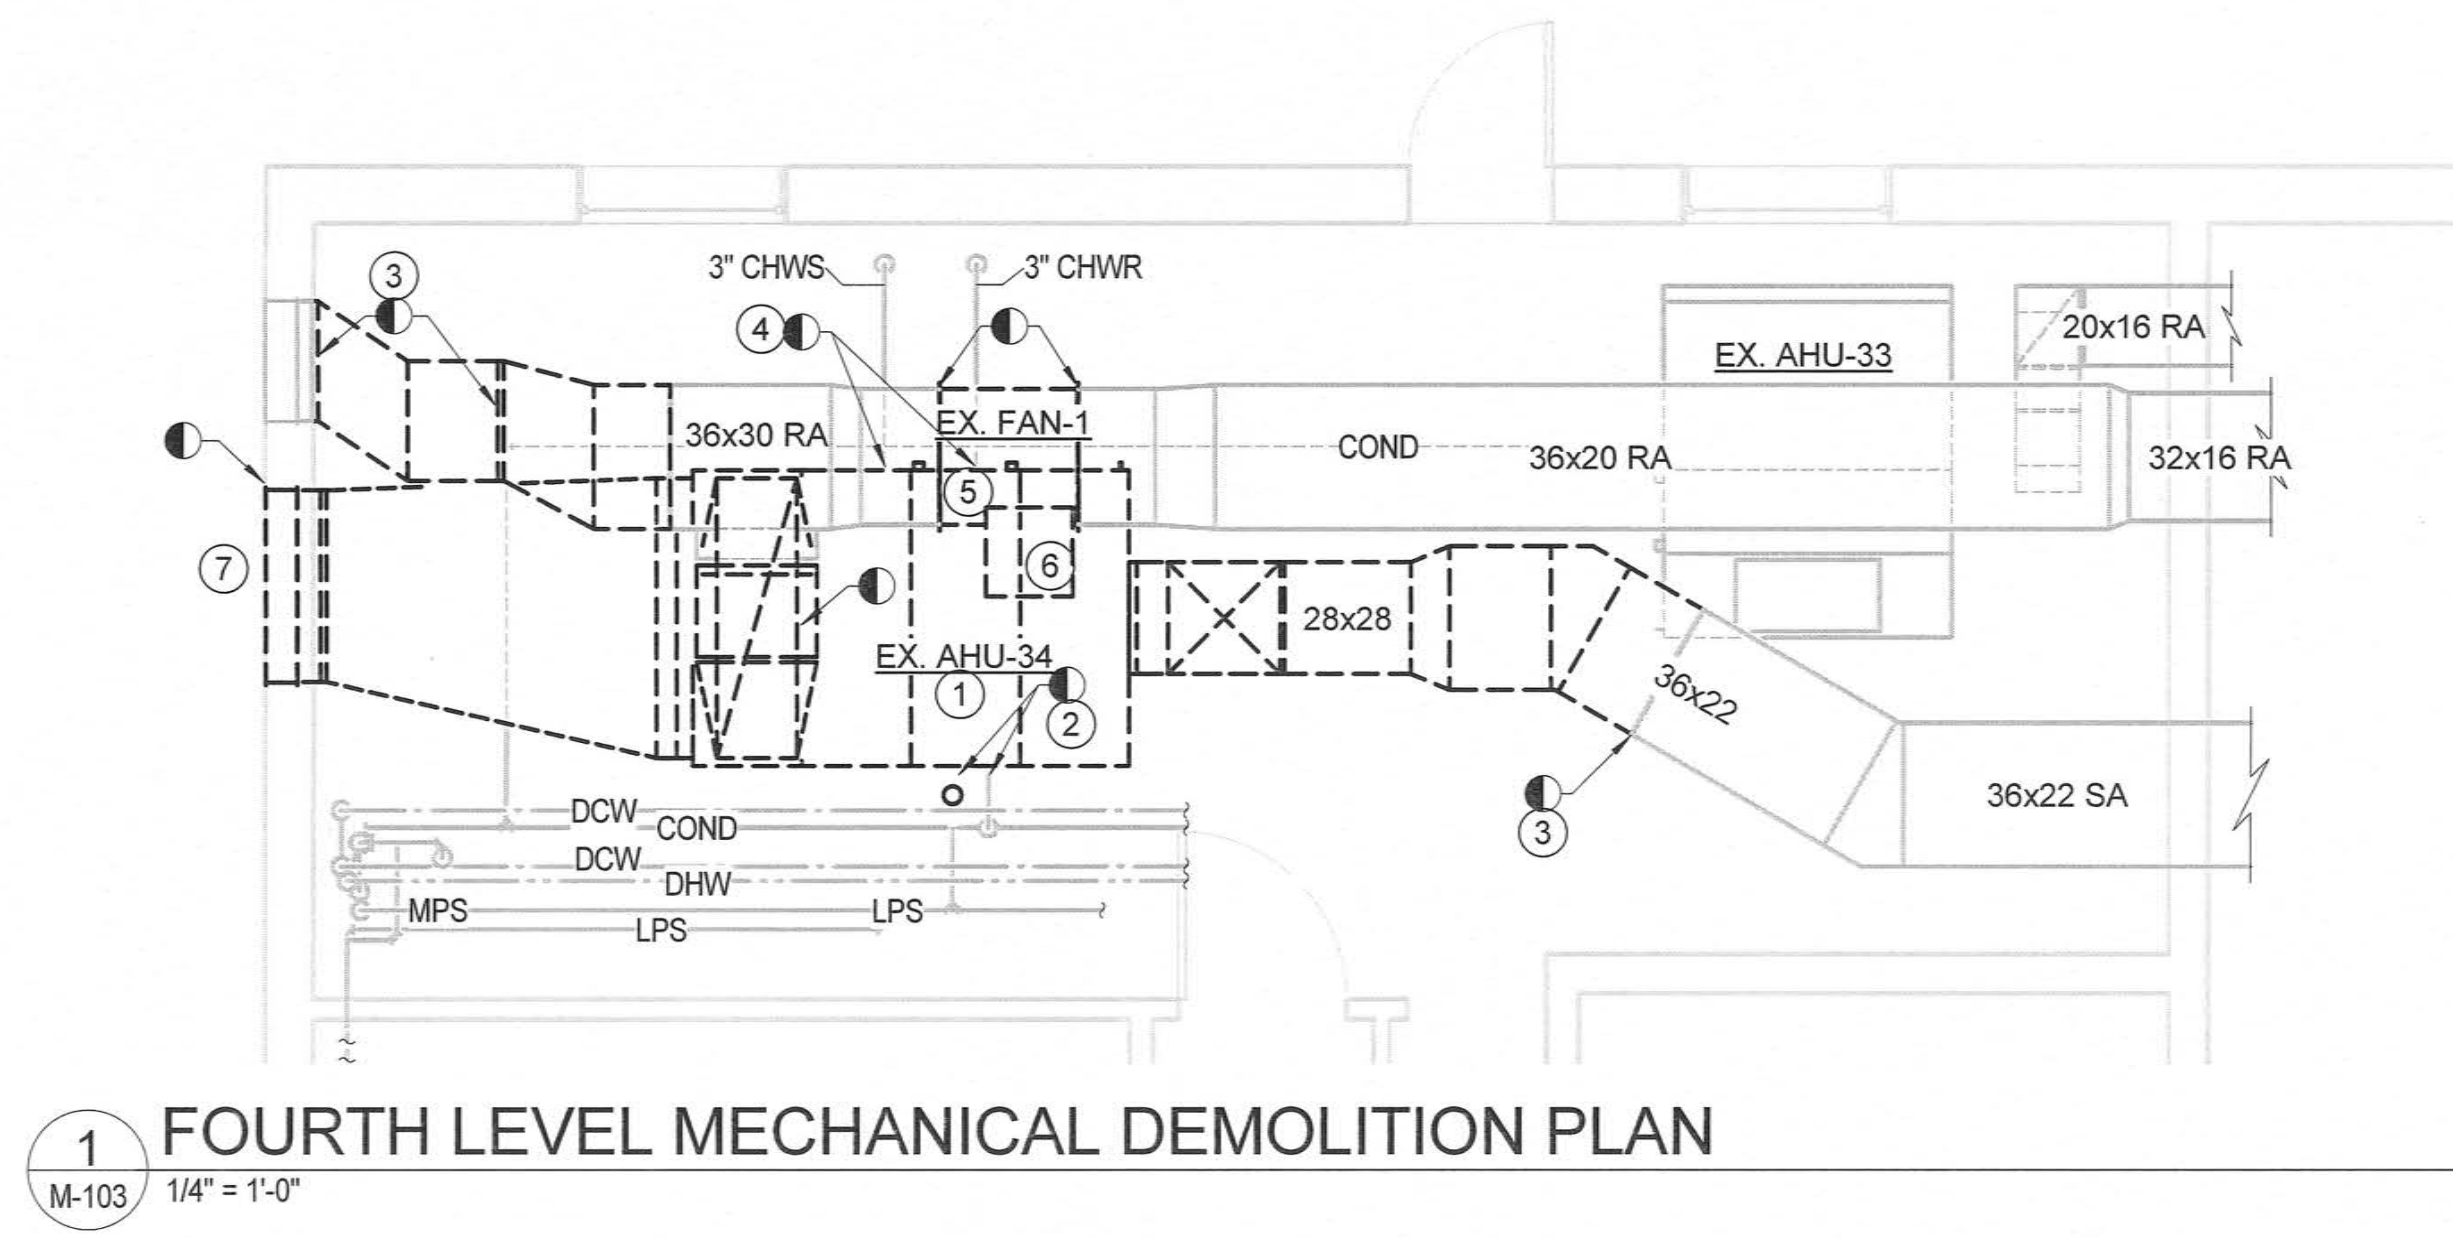 3
3" CHWS
3" CHWR
4
20x16 RA
EX. AHU-33
EX. FAN-1
36x30 RA
COND
36x20 RA
32x16 RA
5
7
6
28x28
EX. AHU-34
1
2
36x22
36x22 SA
3
DCW
COND
DCW
DHW
MPS
LPS
LPS
1
M-103
FOURTH LEVEL MECHANICAL DEMOLITION PLAN
1/4" = 1'-0"